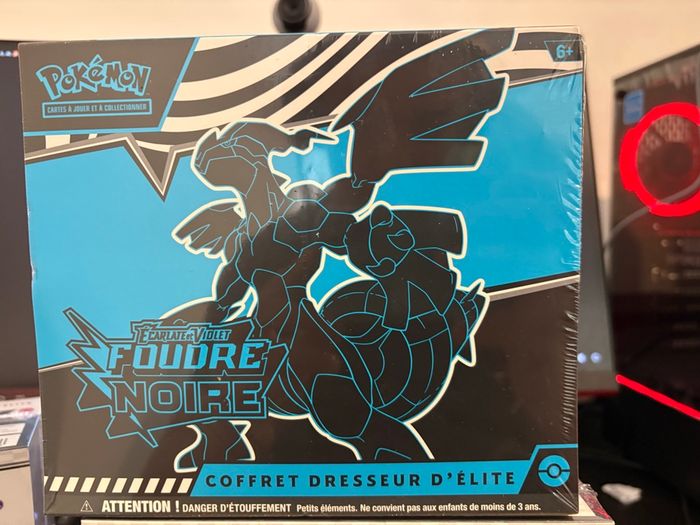 POKÉMON
CARTES À JOUER ET À COLLECTIONNER
6+
ÉCARLATE ET VIOLET
FOUDRE
NOIRE
COFFRET DRESSEUR D'ÉLITE
ATTENTION ! DANGER D'ÉTOUFFEMENT Petits éléments. Ne convient pas aux enfants de moins de 3 ans.